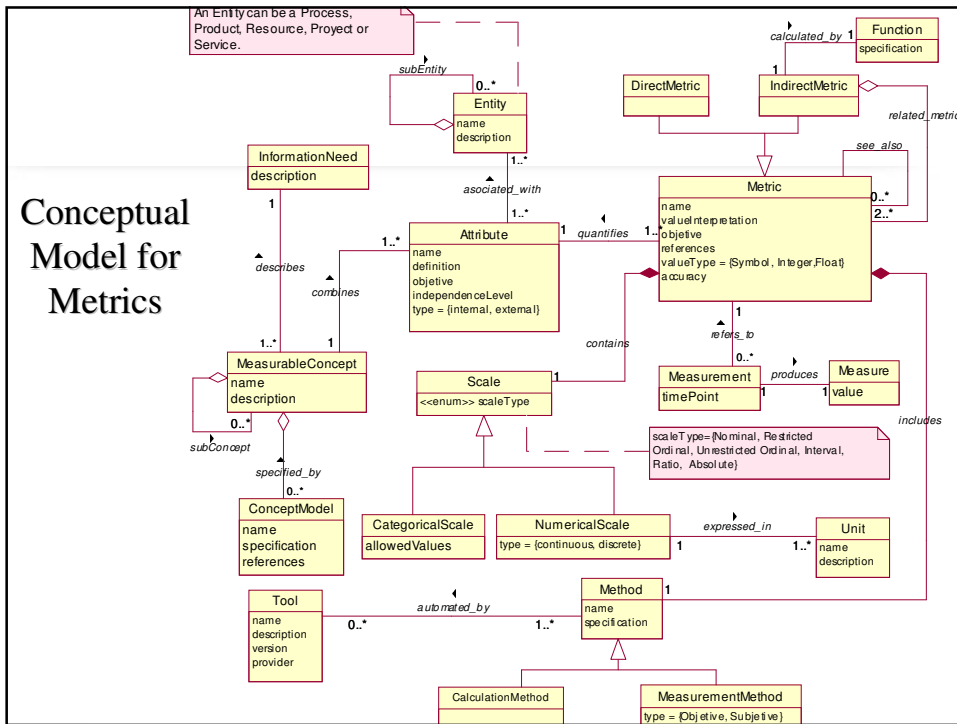 An Entity can be a Process,
Product, Resource, Proyect or
Service.
subEntity
0..*
Entity
name
description
1..*
asociated_with
1..*
calculated_by
1
1
Function
specification
DirectMetric
IndirectMetric
related_metric
see_also
0..*
2..*
InformationNeed
description
1
describes
1..*
Conceptual
Model for
Metrics
1..*
combines
1
Attribute
name
definition
objetive
independenceLevel
type = {internal, external}
1
quantifies
1..*
Metric
name
valueInterpretation
objetive
references
valueType = {Symbol, Integer,Float}
accuracy
contains
1
1
refers_to
0..*
Measurement
timePoint
produces
1
1
Measure
value
includes
MeasurableConcept
name
description
0..*
subConcept
specified_by
0..*
ConceptModel
name
specification
references
Scale
<<enum>> scaleType
scaleType={Nominal, Restricted
Ordinal, Unrestricted Ordinal, Interval,
Ratio, Absolute}
CategoricalScale
allowedValues
NumericalScale
type = {continuous, discrete}
expressed_in
1
1..*
Unit
name
description
Tool
name
description
version
provider
automated_by
0..*
1..*
Method
name
specification
1
CalculationMethod
MeasurementMethod
type = {Objetive, Subjetive}